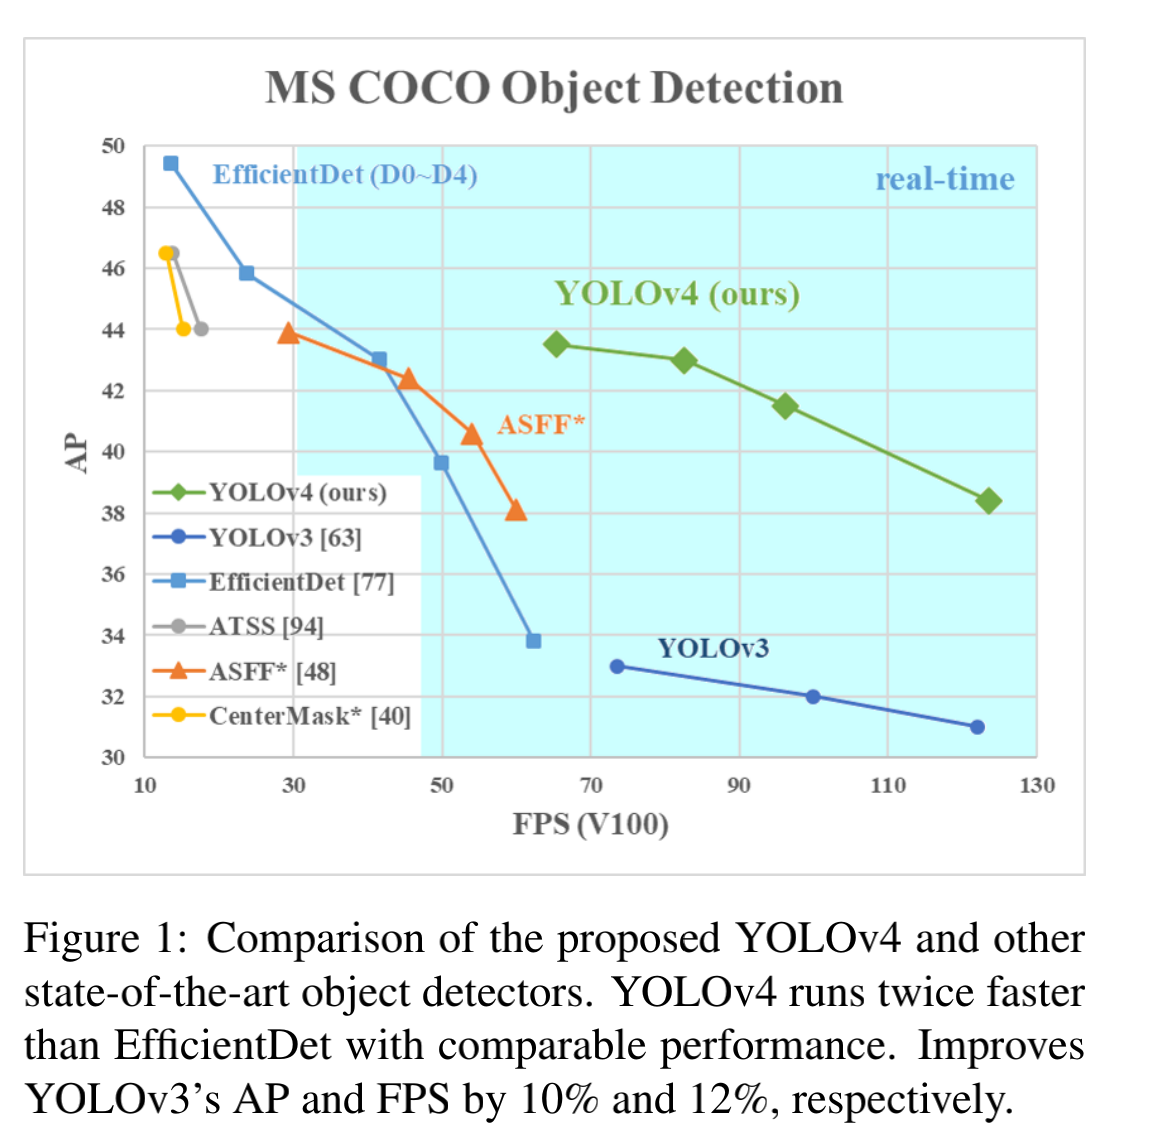 MS COCO Object Detection
50
48
46
44
42
40
38
36
34
32
30
AP
EfficientDet (D0~D4)
real-time
YOLOv4 (ours)
ASFF*
YOLOv3
YOLOv4 (ours)
YOLOv3 [63]
EfficientDet [77]
ATSS [94]
ASFF* [48]
CenterMask* [40]
10 30 50 70 90 110 130
FPS (V100)
Figure 1: Comparison of the proposed YOLOv4 and other
state-of-the-art object detectors. YOLOv4 runs twice faster
than EfficientDet with comparable performance. Improves
YOLOv3's AP and FPS by 10% and 12%, respectively.